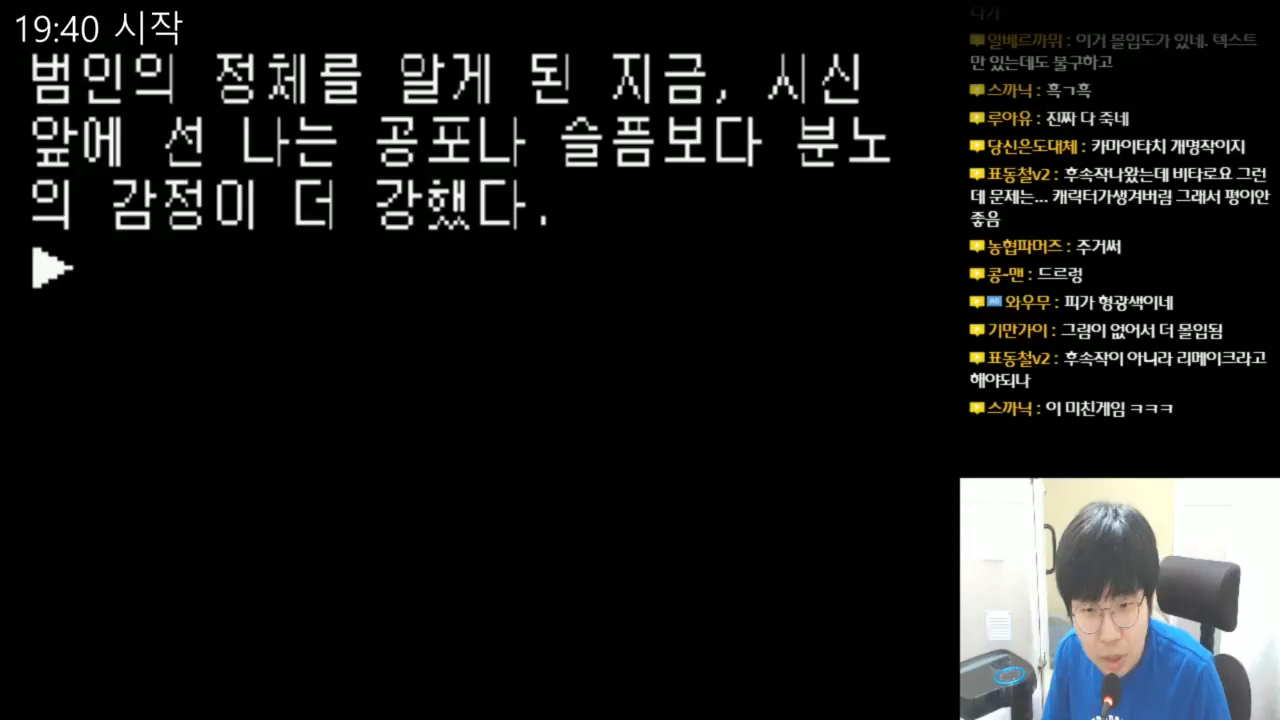 19:40 시작
범인의 정체를 알게 된 지금, 시신
앞에 선 나는 공포나 슬픔보다 분노
의 감정이 더 강했다.
다가
알베르까뮈 : 이거 몰입도가 있네. 텍스트
만 있는데도 불구하고
스까닉 : 흑ㄱ흑
루아유 : 진짜 다 죽네
당신은도대체 : 카마이타치 개명작이지
표동철v2 : 후속작나왔는데 비타로요 그런
데 문제는... 캐릭터가생겨버림 그래서 평이안
좋음
농협파머즈 : 주거써
콩-맨 : 드르렁
와우무 : 피가 형광색이네
기만가이 : 그림이 없어서 더 몰입됨
표동철v2 : 후속작이 아니라 리메이크라고
해야되나
스까닉 : 이 미친게임 ㅋㅋㅋ